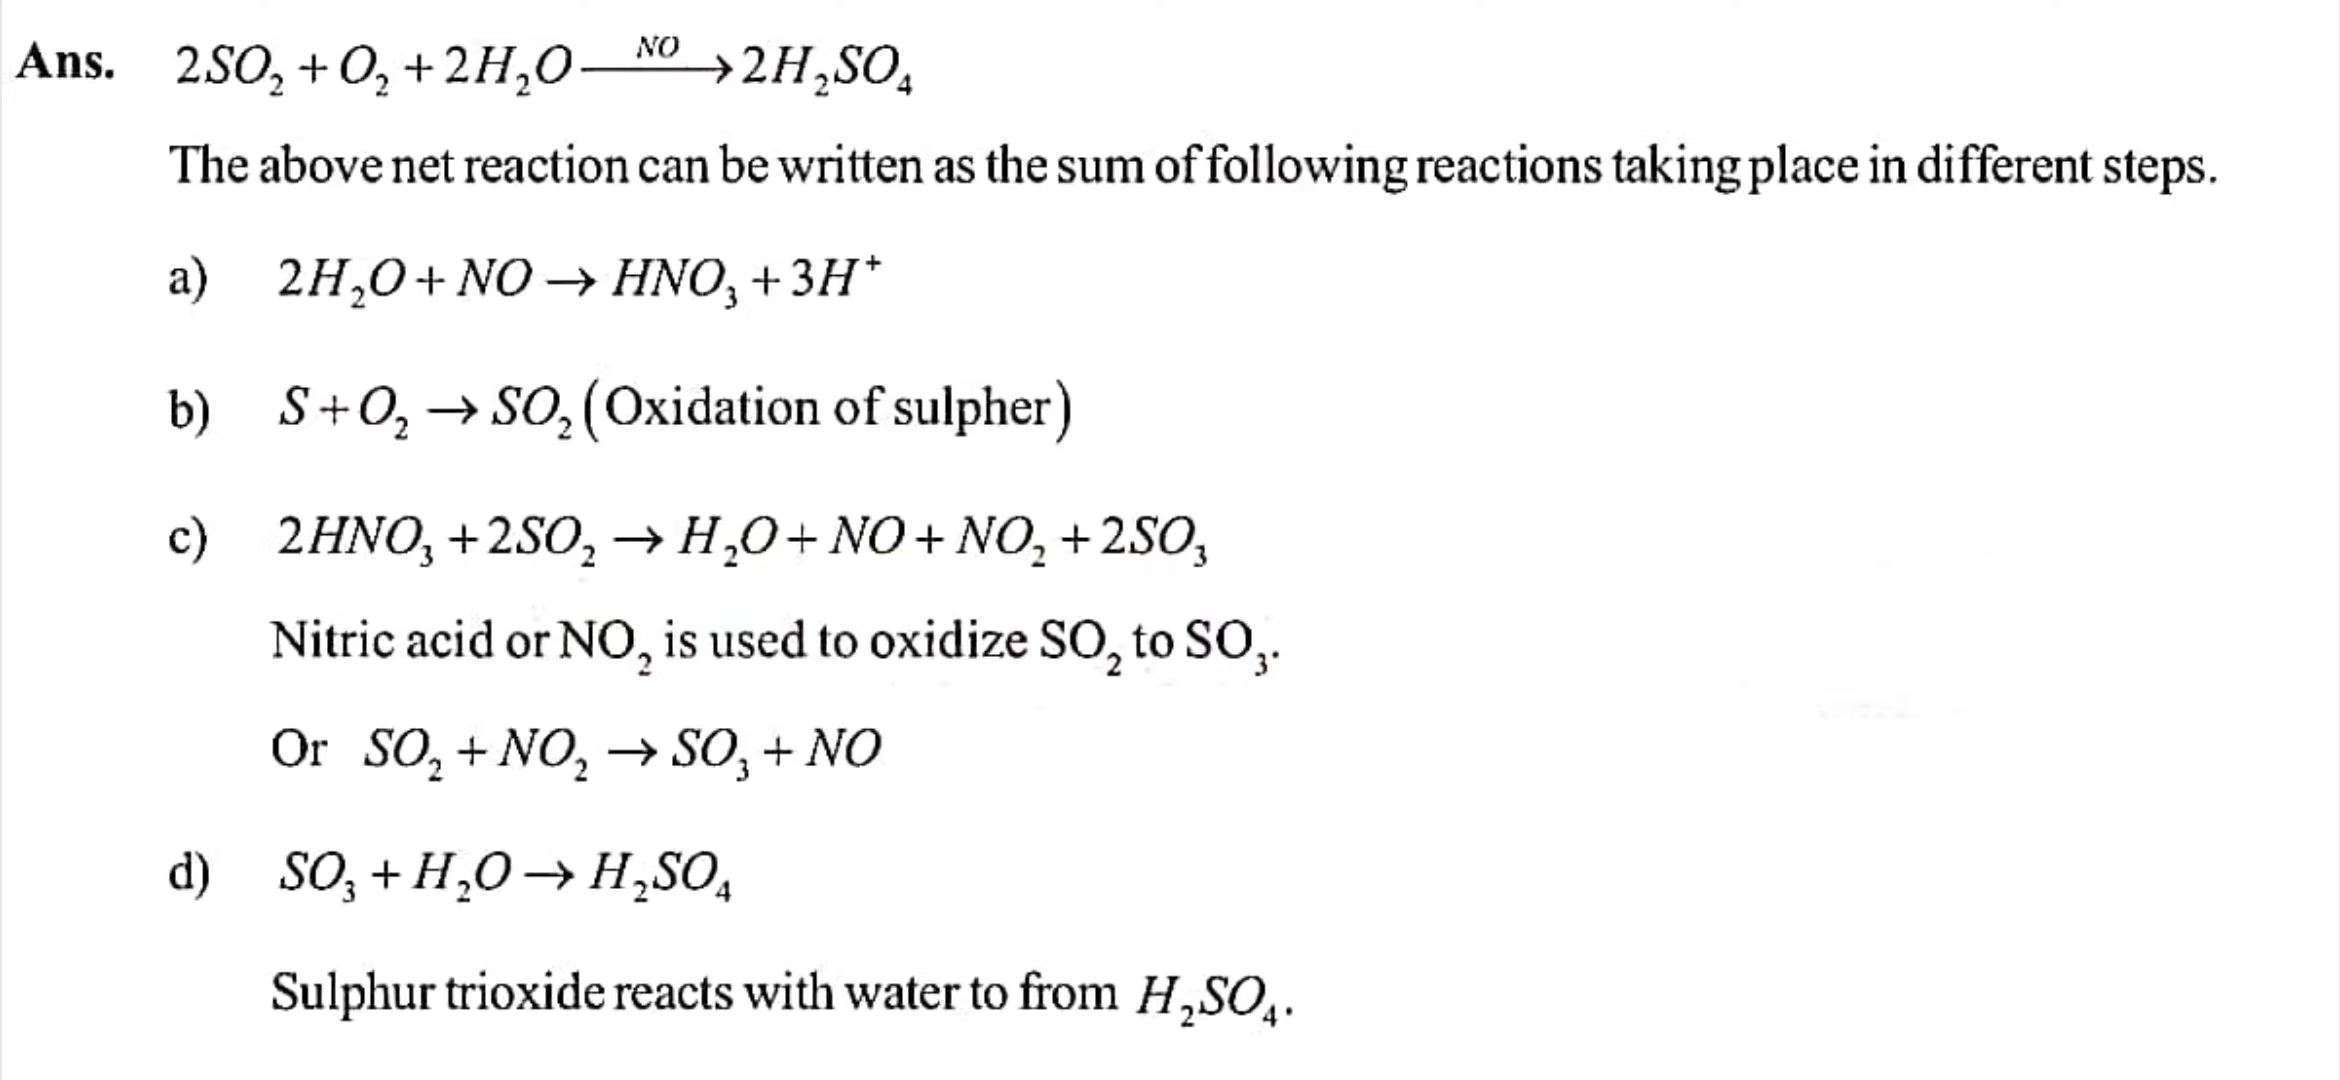 Ans. 2SO₂ + O₂ + 2H₂O —NO→ 2H₂SO₄
The above net reaction can be written as the sum of following reactions taking place in different steps.
a) 2H₂O + NO → HNO₃ + 3H⁺
b) S + O₂ → SO₂ (Oxidation of sulpher)
c) 2HNO₃ + 2SO₂ → H₂O + NO + NO₂ + 2SO₃
Nitric acid or NO₂ is used to oxidize SO₂ to SO₃.
Or SO₂ + NO₂ → SO₃ + NO
d) SO₃ + H₂O → H₂SO₄
Sulphur trioxide reacts with water to from H₂SO₄.